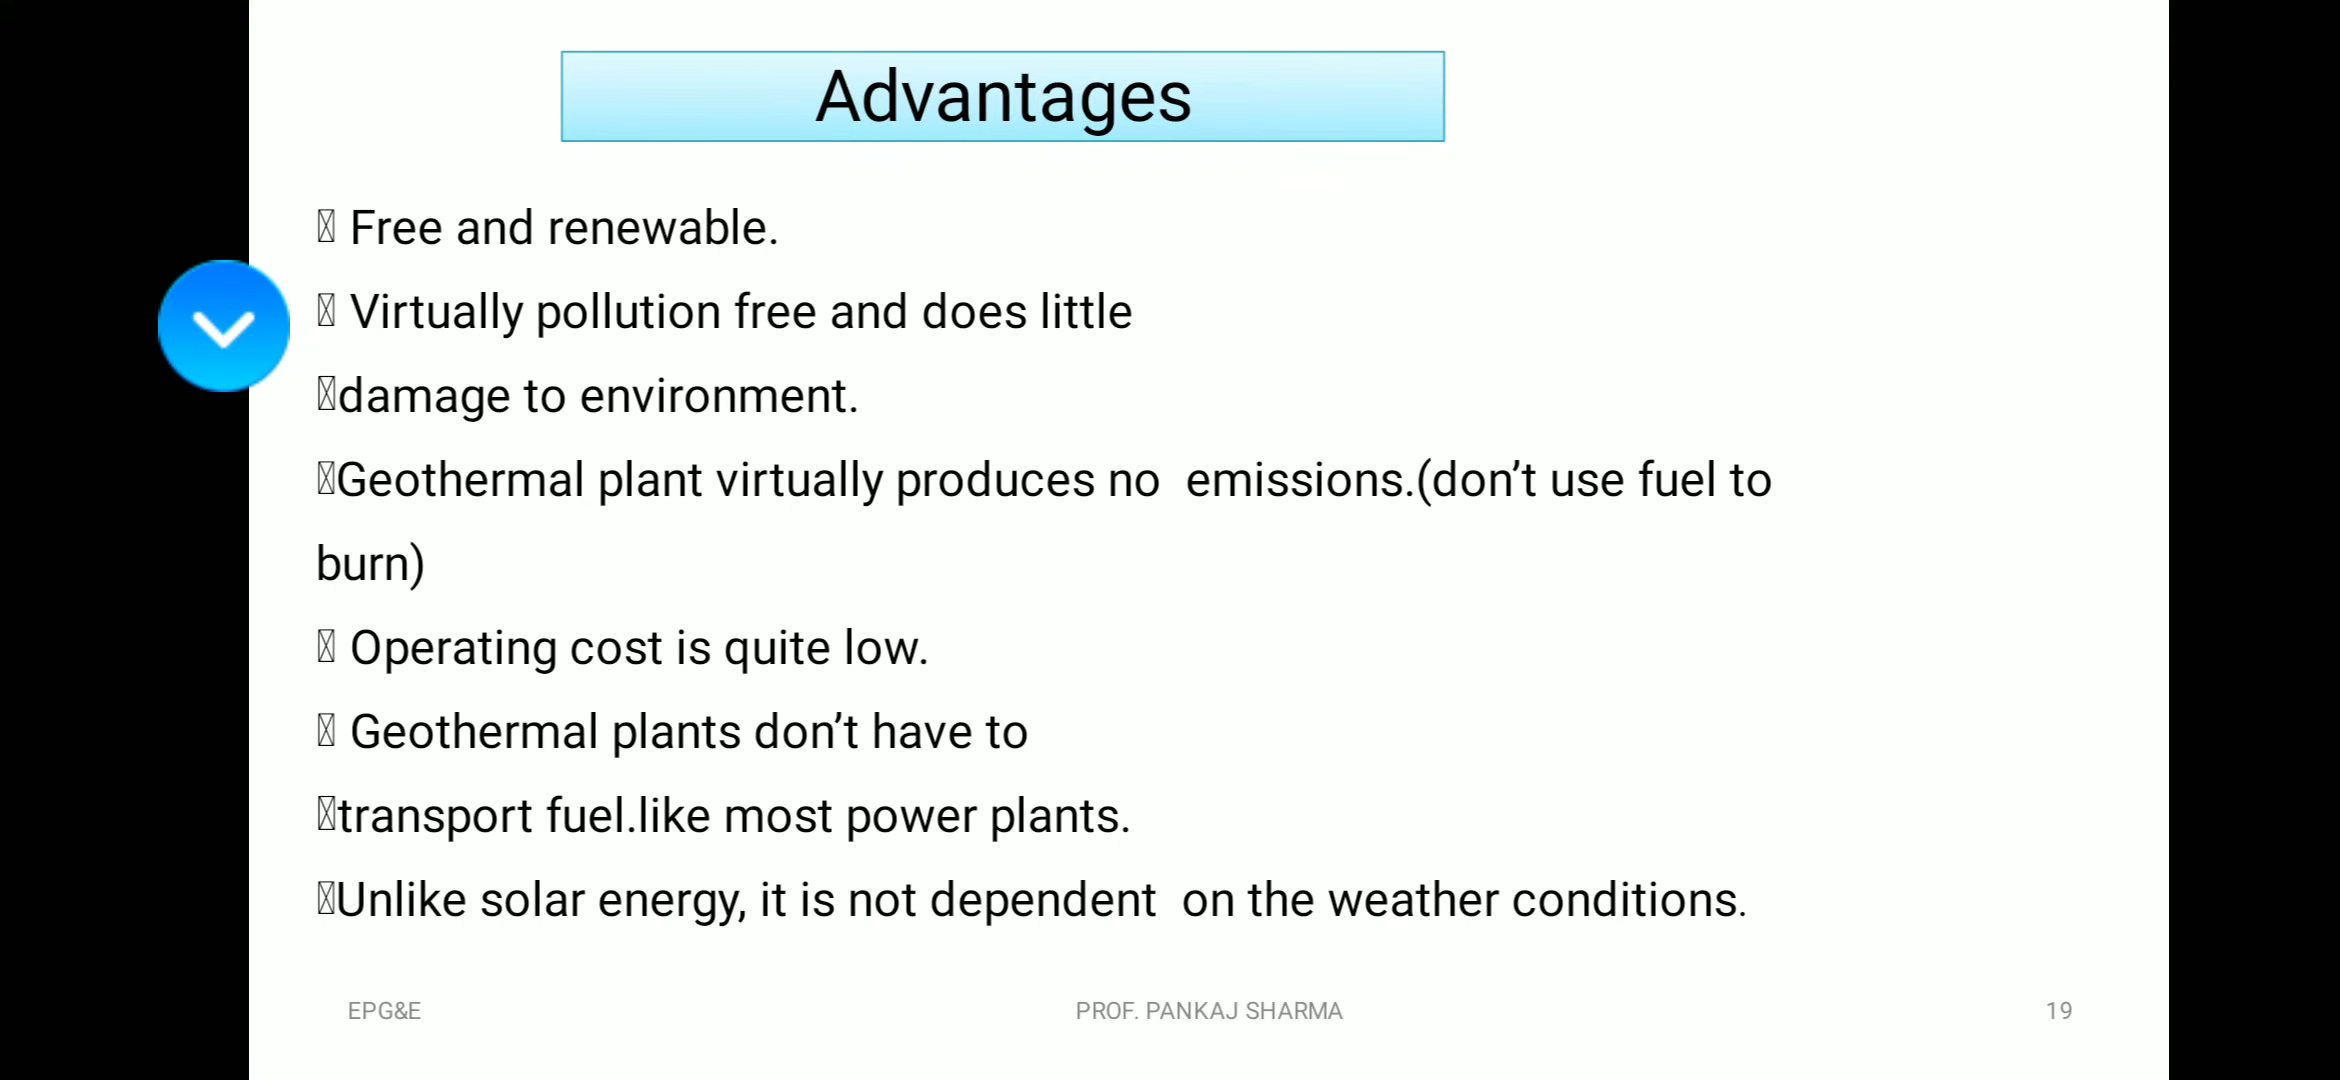 Advantages
Free and renewable.
Virtually pollution free and does little
damage to environment.
Geothermal plant virtually produces no  emissions.(don’t use fuel to
burn)
Operating cost is quite low.
Geothermal plants don’t have to
transport fuel.like most power plants.
Unlike solar energy, it is not dependent  on the weather conditions.
EPG&E
PROF. PANKAJ SHARMA
19